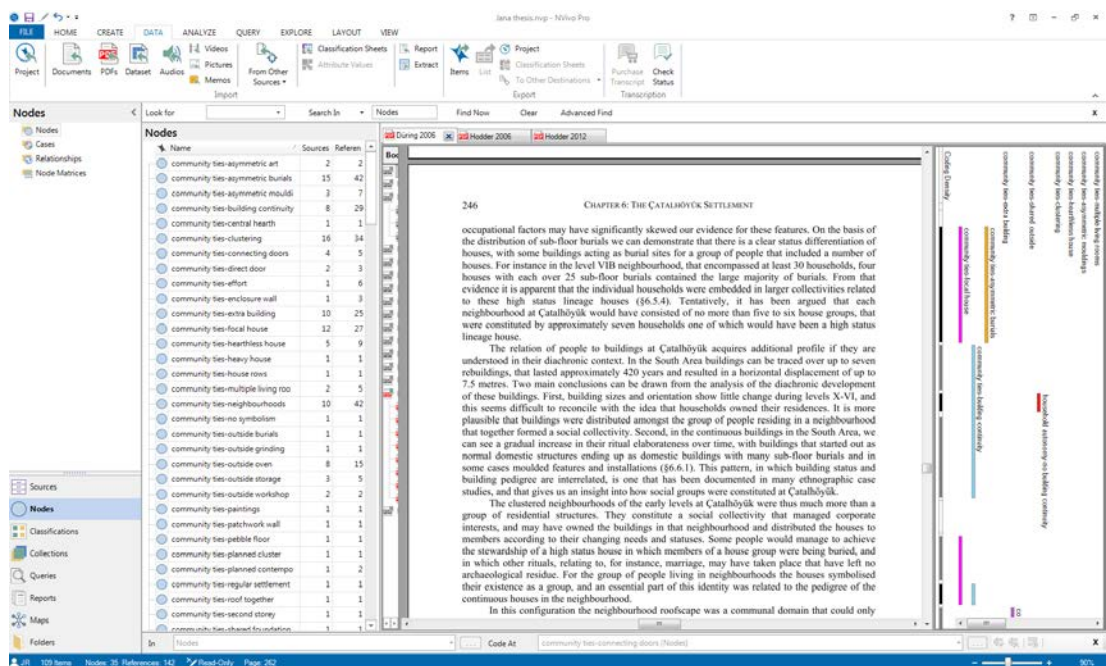 Jana thesis.nvp - NVivo Pro
FILE HOME CREATE DATA ANALYZE QUERY EXPLORE LAYOUT VIEW
Project Documents PDFs Dataset Audios Videos Pictures Memos From Other Sources Classification Sheets Attribute Values Report Extract Items List Project Classification Sheets To Other Destinations Purchase Transcript Check Status
Import Export Transcription
Nodes Look for Search In Nodes Find Now Clear Advanced Find X
Nodes
Cases
Relationships
Node Matrices
Nodes
Name Sources Referen
community ties-asymmetric art 2 2
community ties-asymmetric burials 15 42
community ties-asymmetric mouldi 3 7
community ties-building continuity 8 29
community ties-central hearth 1 1
community ties-clustering 16 34
community ties-connecting doors 4 5
community ties-direct door 2 3
community ties-effort 1 6
community ties-enclosure wall 1 3
community ties-extra building 10 25
community ties-focal house 12 27
community ties-hearthless house 5 9
community ties-heavy house 1 1
community ties-house rows 1 1
community ties-multiple living roo 2 5
community ties-neighbourhoods 10 42
community ties-no symbolism 1 1
community ties-outside burials 1 1
community ties-outside grinding 1 1
community ties-outside oven 8 15
community ties-outside storage 3 5
community ties-outside workshop 2 2
community ties-paintings 1 1
community ties-patchwork wall 1 1
community ties-pebble floor 1 1
community ties-planned cluster 1 1
community ties-planned contempo 1 2
community ties-regular settlement 1 1
community ties-roof together 1 1
community ties-second storey 1 1
community ties-shared foundation 1 1
Sources
Nodes
Classifications
Collections
Queries
Reports
Maps
Folders
Düring 2006 Hodder 2006 Hodder 2012
246 CHAPTER 6: THE ÇATALHÖYÜK SETTLEMENT
occupational factors may have significantly skewed our evidence for these features. On the basis of
the distribution of sub-floor burials we can demonstrate that there is a clear status differentiation of
houses, with some buildings acting as burial sites for a group of people that included a number of
houses. For instance in the level VIB neighbourhood, that encompassed at least 30 households, four
houses with each over 25 sub-floor burials contained the large majority of burials. From that
evidence it is apparent that the individual households were embedded in larger collectivities related
to these high status lineage houses (§6.5.4). Tentatively, it has been argued that each
neighbourhood at Çatalhöyük would have consisted of no more than five to six house groups, that
were constituted by approximately seven households one of which would have been a high status
lineage house.
The relation of people to buildings at Çatalhöyük acquires additional profile if they are
understood in their diachronic context. In the South Area buildings can be traced over up to seven
rebuildings, that lasted approximately 420 years and resulted in a horizontal displacement of up to
7.5 metres. Two main conclusions can be drawn from the analysis of the diachronic development
of these buildings. First, building sizes and orientation show little change during levels X-VI, and
this seems difficult to reconcile with the idea that households owned their residences. It is more
plausible that buildings were distributed amongst the group of people residing in a neighbourhood
that together formed a social collectivity. Second, in the continuous buildings in the South Area, we
can see a gradual increase in their ritual elaborateness over time, with buildings that started out as
normal domestic structures ending up as domestic buildings with many sub-floor burials and in
some cases moulded features and installations (§6.6.1). This pattern, in which building status and
building pedigree are interrelated, is one that has been documented in many ethnographic case
studies, and that gives us an insight into how social groups were constituted at Çatalhöyük.
The clustered neighbourhoods of the early levels at Çatalhöyük were thus much more than a
group of residential structures. They constitute a social collectivity that managed corporate
interests, and may have owned the buildings in that neighbourhood and distributed the houses to
members according to their changing needs and statuses. Some people would manage to achieve
the stewardship of a high status house in which members of a house group were being buried, and
in which other rituals, relating to, for instance, marriage, may have taken place that have left no
archaeological residue. For the group of people living in neighbourhoods the houses symbolised
their existence as a group, and an essential part of this identity was related to the pedigree of the
continuous houses in the neighbourhood.
In this configuration the neighbourhood roofscape was a communal domain that could only
Coding Density
community ties-focal house
community ties-asymmetric burials
community ties-building continuity
community ties-extra building
community ties-shared outside
household autonomy-no building continuity
community ties-clustering
community ties-hearthless house
community ties-asymmetric mouldings
community ties-multiple living rooms
co
In Nodes Code At community ties-connecting doors (Nodes) X
JR 109 Items Nodes: 35 References: 142 Read-Only Page: 262 90%